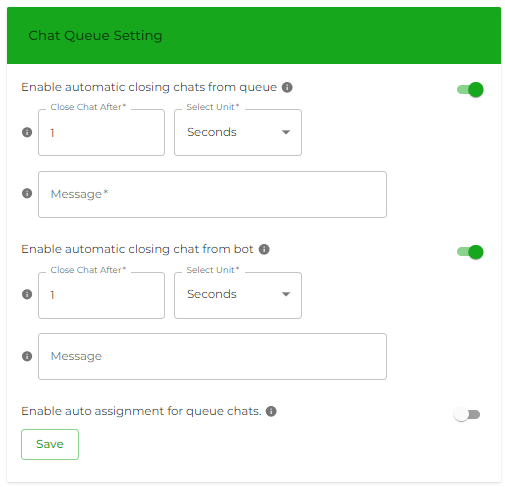 Chat Queue Setting
Enable automatic closing chats from queue
Close Chat After* Select Unit*
1 Seconds
Message*
Enable automatic closing chat from bot
Close Chat After* Select Unit*
1 Seconds
Message
Enable auto assignment for queue chats.
Save